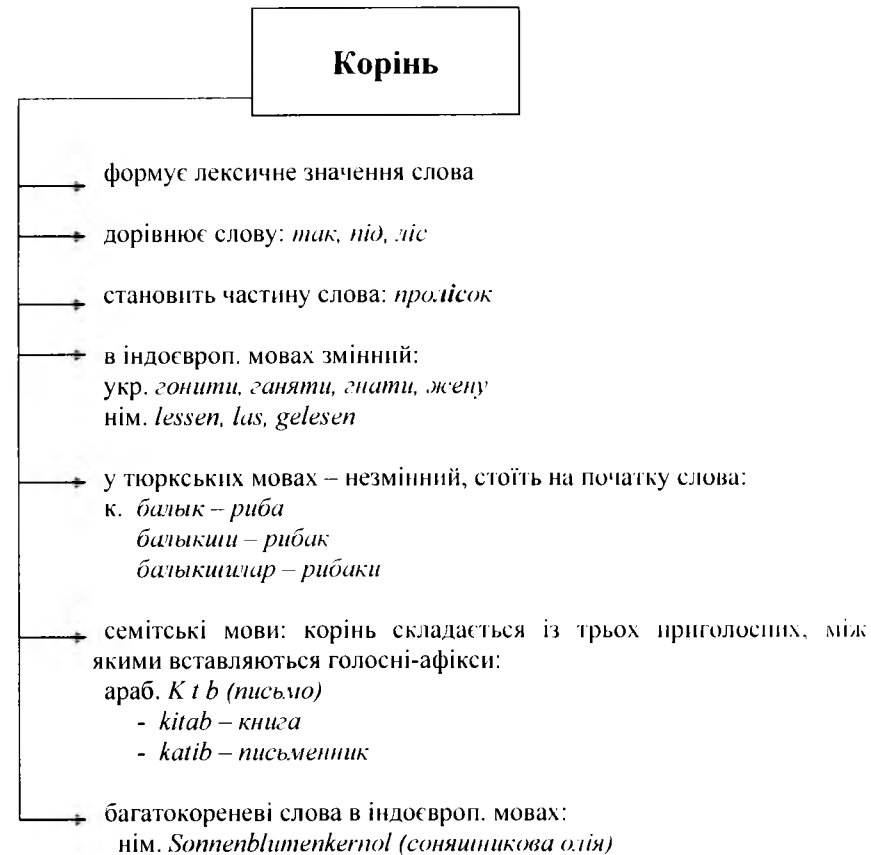 Корінь
формує лексичне значення слова
дорівнює слову: так, під, ліс
становить частину слова: пролісок
в індоєвроп. мовах змінний:
укр. гонити, ганяти, гнати, жену
нім. lessen, las, gelesen
у тюркських мовах – незмінний, стоїть на початку слова:
к. балык – риба
балыкши – рибак
балыкшилар – рибаки
семітські мови: корінь складається із трьох приголосних, між
якими вставляються голосні-афікси:
араб. K t b (письмо)
- kitab – книга
- katib – письменник
багатокореневі слова в індоєвроп. мовах:
нім. Sonnenblumenkernol (соняшникова олія)